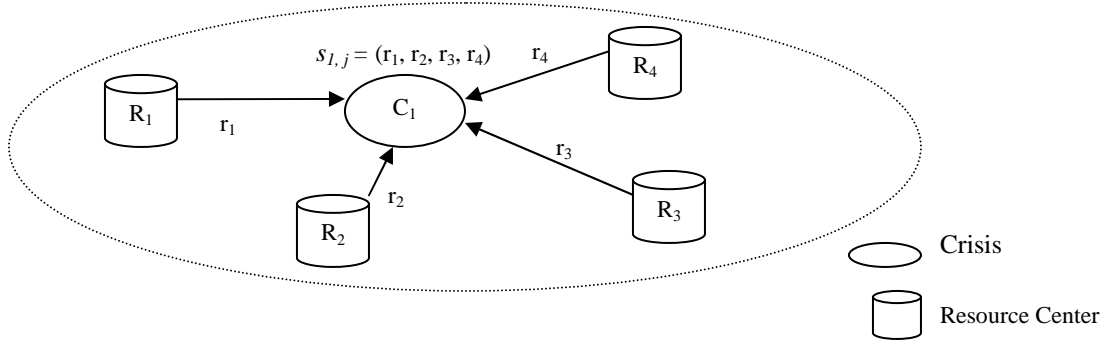 s1, j = (r1, r2, r3, r4)
r4
R4
R1
C1
r1
r3
r2
R3
R2
Crisis
Resource Center